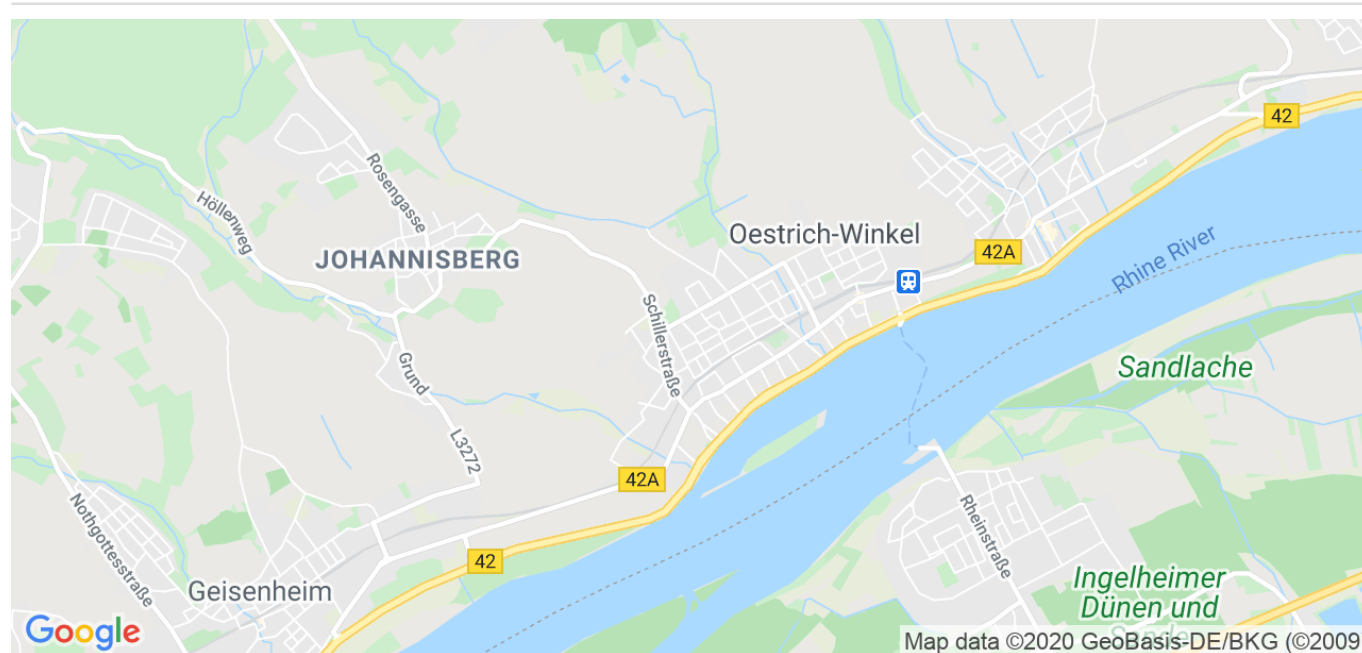 42
Rosengasse
Höllenweg
Oestrich-Winkel
42A
Rhine River
JOHANNISBERG
Schillerstraße
Sandlache
Grund
L3272
42A
Nothgottesstraße
Rheinstraße
42
Geisenheim
Ingelheimer
Dünen und
Google
Map data ©2020 GeoBasis-DE/BKG (©2009